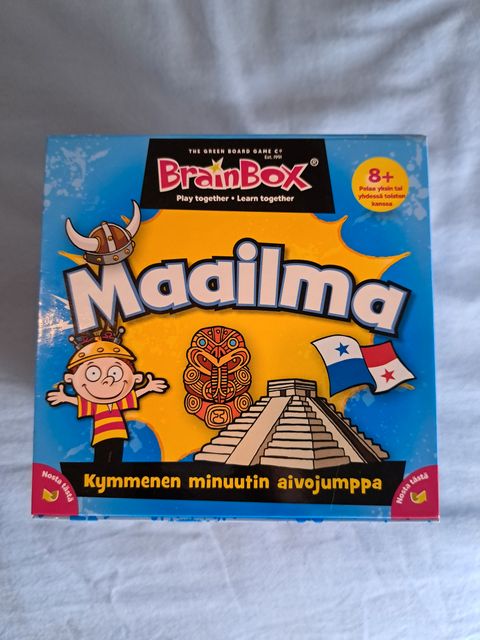 THE GREEN BOARD GAME Cº
Est. 1991
BrainBox®
Play together • Learn together
8+
Pelaa yksin tai
yhdessä toisten
kanssa
Maailma
Kymmenen minuutin aivojumppa
Nosta tästä
Nosta tästä